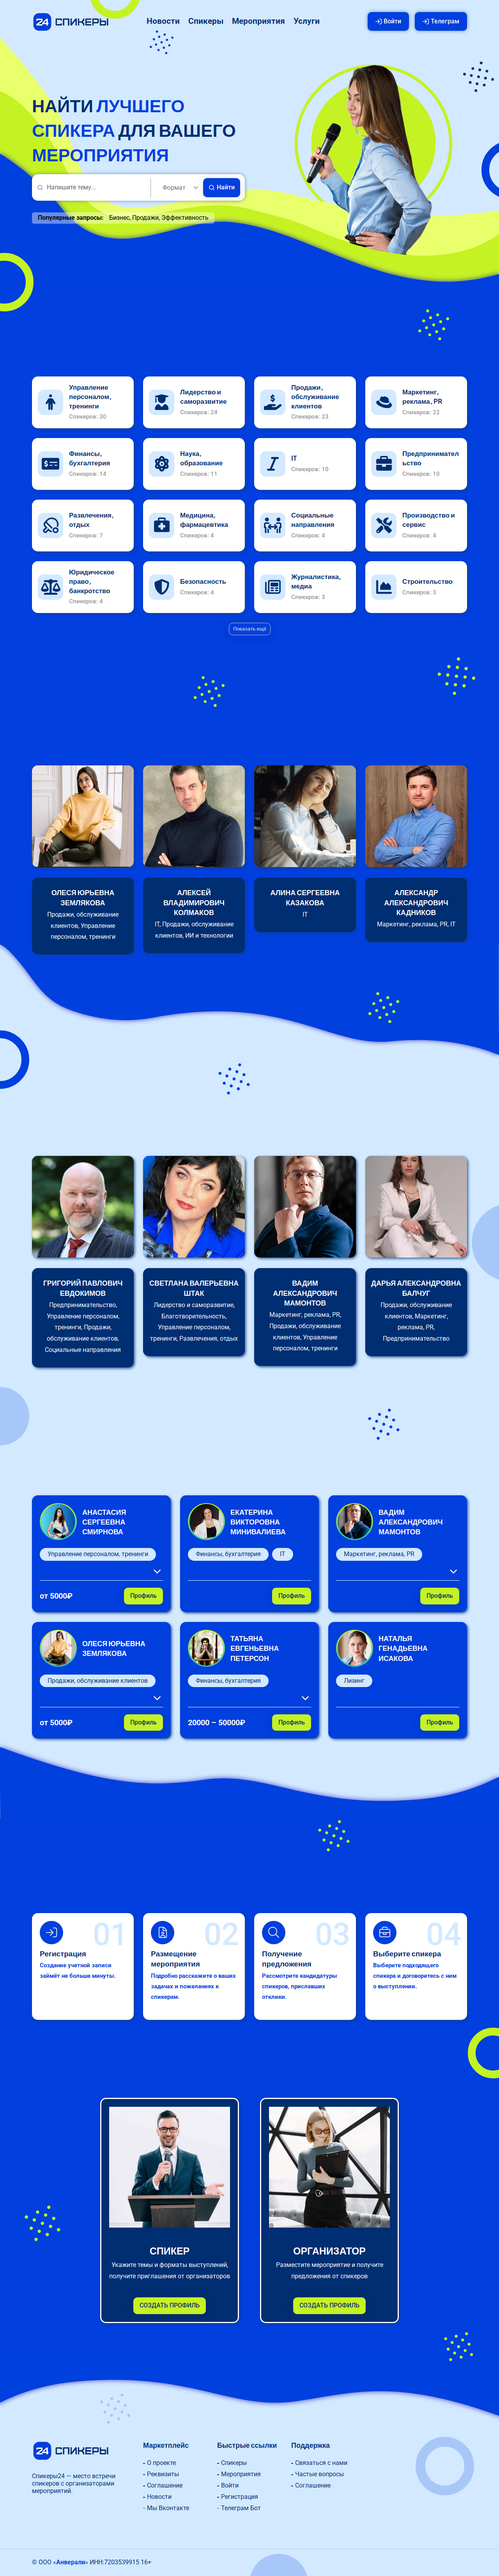 24 СПИКЕРЫ
Новости Спикеры Мероприятия Услуги
Войти
Телеграм
НАЙТИ ЛУЧШЕГО
СПИКЕРА ДЛЯ ВАШЕГО
МЕРОПРИЯТИЯ
Напишите тему...
Формат
Найти
Популярные запросы: Бизнес, Продажи, Эффективность
Управление
персоналом,
тренинги
Спикеров: 30
Лидерство и
саморазвитие
Спикеров: 24
Продажи,
обслуживание
клиентов
Спикеров: 23
Маркетинг,
реклама, PR
Спикеров: 22
Финансы,
бухгалтерия
Спикеров: 14
Наука,
образование
Спикеров: 11
IT
Спикеров: 10
Предпринимател
ьство
Спикеров: 10
Развлечения,
отдых
Спикеров: 7
Медицина,
фармацевтика
Спикеров: 4
Социальные
направления
Спикеров: 4
Производство и
сервис
Спикеров: 4
Юридическое
право,
банкротство
Спикеров: 4
Безопасность
Спикеров: 4
Журналистика,
медиа
Спикеров: 3
Строительство
Спикеров: 3
Показать ещё
ОЛЕСЯ ЮРЬЕВНА
ЗЕМЛЯКОВА
Продажи, обслуживание
клиентов, Управление
персоналом, тренинги
АЛЕКСЕЙ
ВЛАДИМИРОВИЧ
КОЛМАКОВ
IT, Продажи, обслуживание
клиентов, ИИ и технологии
АЛИНА СЕРГЕЕВНА
КАЗАКОВА
IT
АЛЕКСАНДР
АЛЕКСАНДРОВИЧ
КАДНИКОВ
Маркетинг, реклама, PR, IT
ГРИГОРИЙ ПАВЛОВИЧ
ЕВДОКИМОВ
Предпринимательство,
Управление персоналом,
тренинги, Продажи,
обслуживание клиентов,
Социальные направления
СВЕТЛАНА ВАЛЕРЬЕВНА
ШТАК
Лидерство и саморазвитие,
Благотворительность,
Управление персоналом,
тренинги, Развлечения, отдых
ВАДИМ
АЛЕКСАНДРОВИЧ
МАМОНТОВ
Маркетинг, реклама, PR,
Продажи, обслуживание
клиентов, Управление
персоналом, тренинги
ДАРЬЯ АЛЕКСАНДРОВНА
БАЛЧУГ
Продажи, обслуживание
клиентов, Маркетинг,
реклама, PR,
Предпринимательство
АНАСТАСИЯ
СЕРГЕЕВНА
СМИРНОВА
Управление персоналом, тренинги
от 5000₽
Профиль
ЕКАТЕРИНА
ВИКТОРОВНА
МИНИВАЛИЕВА
Финансы, бухгалтерия
IT
Профиль
ВАДИМ
АЛЕКСАНДРОВИЧ
МАМОНТОВ
Маркетинг, реклама, PR
Профиль
ОЛЕСЯ ЮРЬЕВНА
ЗЕМЛЯКОВА
Продажи, обслуживание клиентов
от 5000₽
Профиль
ТАТЬЯНА
ЕВГЕНЬЕВНА
ПЕТЕРСОН
Финансы, бухгалтерия
20000 – 50000₽
Профиль
НАТАЛЬЯ
ГЕНАДЬЕВНА
ИСАКОВА
Лизинг
Профиль
01
Регистрация
Создание учетной записи
займёт не больше минуты.
02
Размещение
мероприятия
Подробно расскажите о ваших
задачах и пожеланиях к
спикерам.
03
Получение
предложения
Рассмотрите кандидатуры
спикеров, приславших
отклики.
04
Выберите спикера
Выберите подходящего
спикера и договоритесь с ним
о выступлении.
СПИКЕР
Укажите темы и форматы выступлений,
получите приглашения от организаторов
СОЗДАТЬ ПРОФИЛЬ
ОРГАНИЗАТОР
Разместите мероприятие и получите
предложения от спикеров
СОЗДАТЬ ПРОФИЛЬ
24 СПИКЕРЫ
Спикеры24 — место встречи
спикеров с организаторами
мероприятий.
Маркетплейс
- О проекте
- Реквизиты
- Соглашение
- Новости
- Мы Вконтакте
Быстрые ссылки
- Спикеры
- Мероприятия
- Войти
- Регистрация
- Телеграм Бот
Поддержка
- Связаться с нами
- Частые вопросы
- Соглашение
© ООО «Анверали» ИНН:7203539915 16+